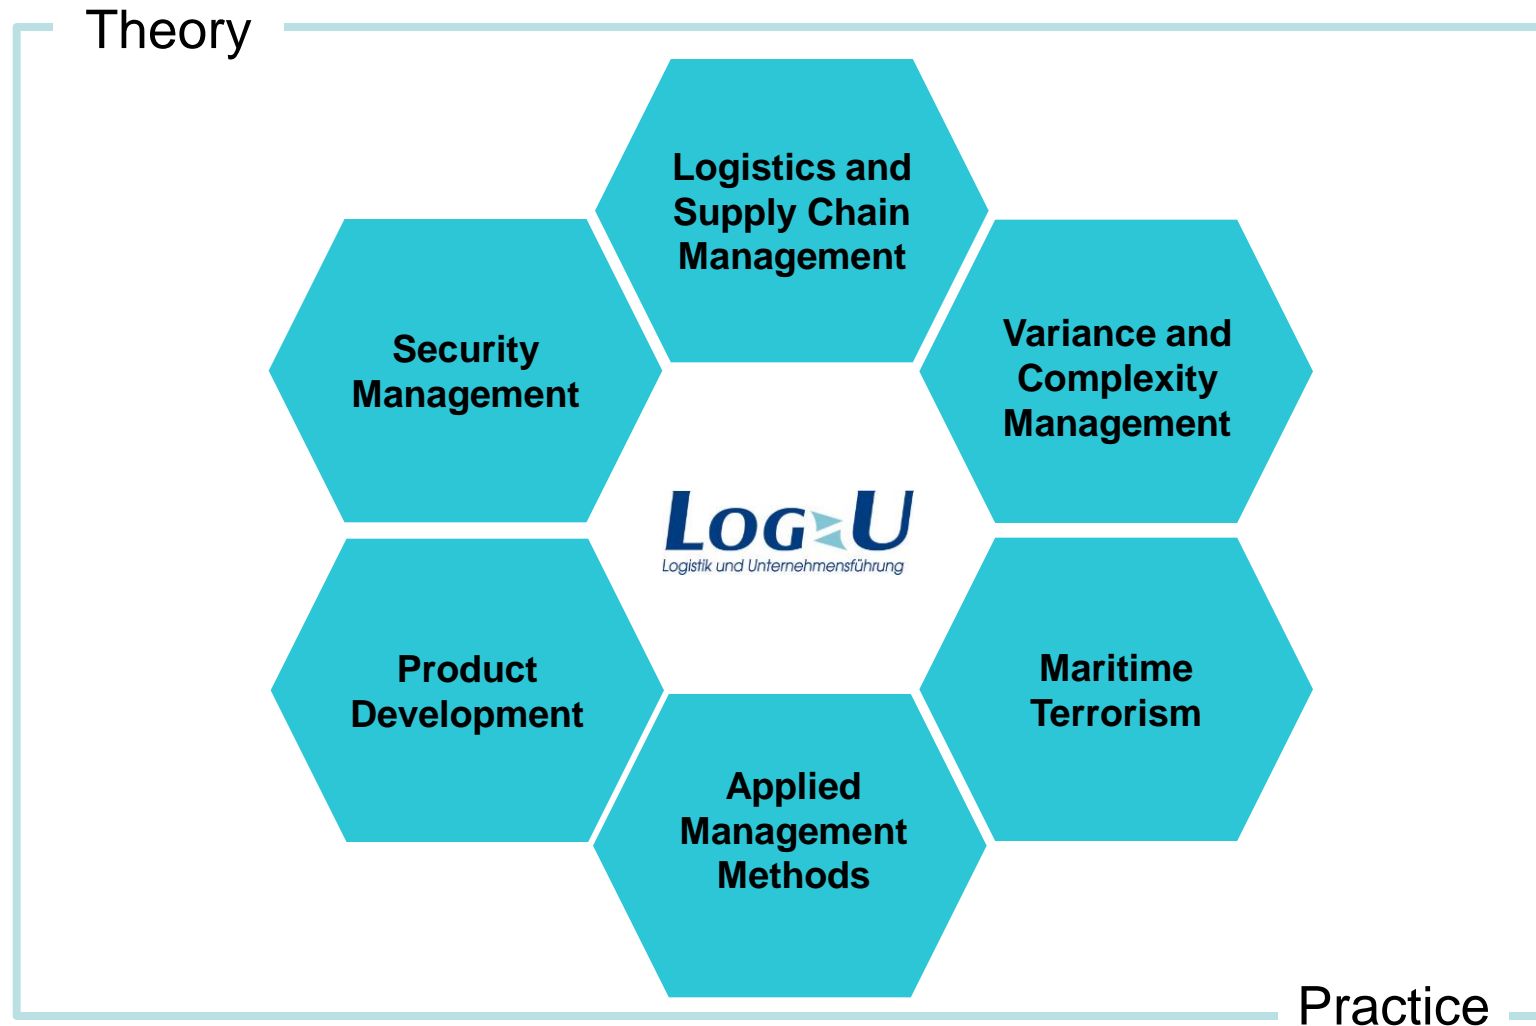 Theory
Logistics and
Supply Chain
Management
Security
Management
Variance and
Complexity
Management
LOG U
Logistik und Unternehmensführung
Product
Development
Maritime
Terrorism
Applied
Management
Methods
Practice